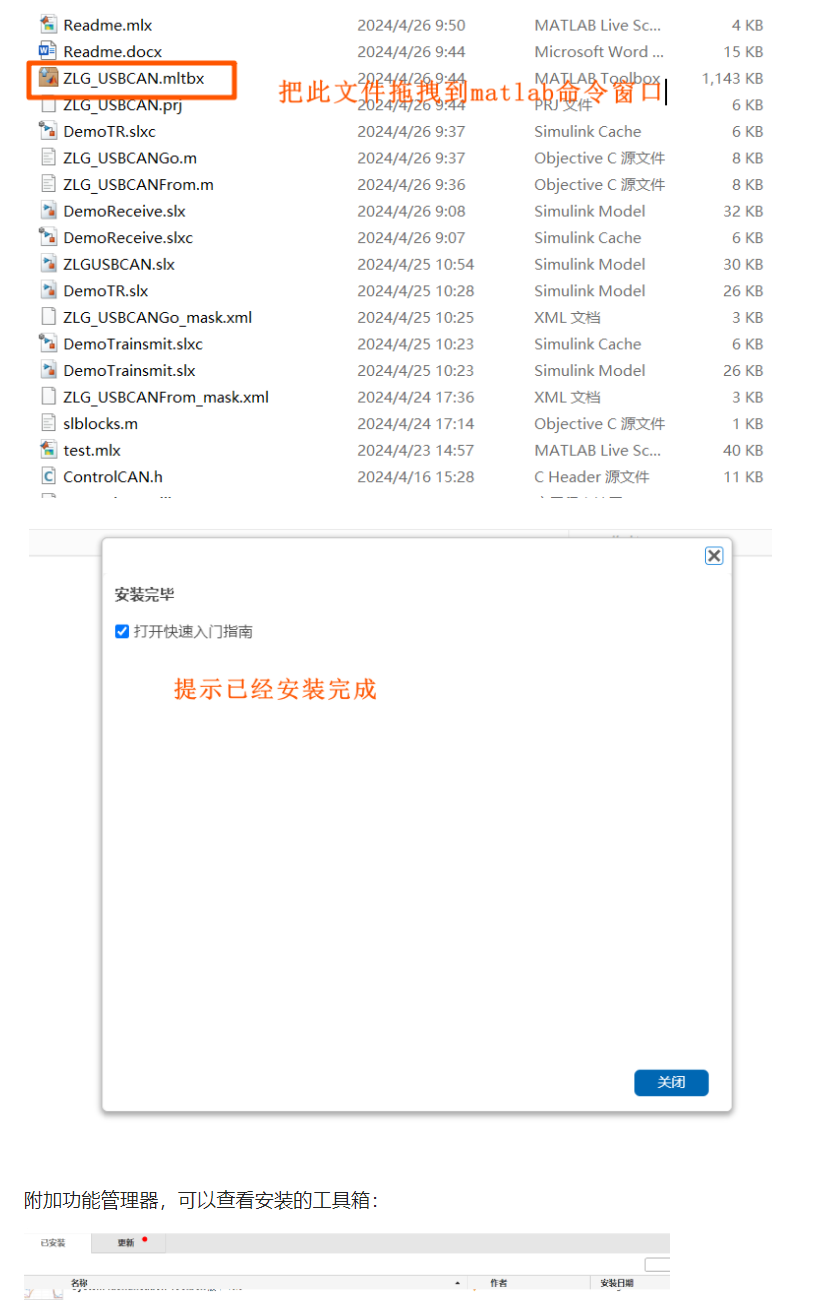 Readme.mlx 2024/4/26 9:50 MATLAB Live Sc... 4 KB
Readme.docx 2024/4/26 9:44 Microsoft Word ... 15 KB
ZLG_USBCAN.mltbx 2024/4/26 9:44 MATLAB Toolbox 1,143 KB
把此文件拖拽到matlab命令窗口
ZLG_USBCAN.prj 2024/4/26 9:44 PRJ 文件 6 KB
DemoTR.slxc 2024/4/26 9:37 Simulink Cache 6 KB
ZLG_USBCANGo.m 2024/4/26 9:37 Objective C 源文件 8 KB
ZLG_USBCANFrom.m 2024/4/26 9:36 Objective C 源文件 8 KB
DemoReceive.slx 2024/4/26 9:08 Simulink Model 32 KB
DemoReceive.slxc 2024/4/26 9:07 Simulink Cache 6 KB
ZLGUSBCAN.slx 2024/4/25 10:54 Simulink Model 30 KB
DemoTR.slx 2024/4/25 10:28 Simulink Model 26 KB
ZLG_USBCANGo_mask.xml 2024/4/25 10:25 XML 文档 3 KB
DemoTrainsmit.slxc 2024/4/25 10:23 Simulink Cache 6 KB
DemoTrainsmit.slx 2024/4/25 10:23 Simulink Model 26 KB
ZLG_USBCANFrom_mask.xml 2024/4/24 17:36 XML 文档 3 KB
slblocks.m 2024/4/24 17:14 Objective C 源文件 1 KB
test.mlx 2024/4/23 14:57 MATLAB Live Sc... 40 KB
ControlCAN.h 2024/4/16 15:28 C Header 源文件 11 KB
安装完毕
打开快速入门指南
提示已经安装完成
关闭
附加功能管理器，可以查看安装的工具箱：
已安装 更新
名称 作者 安装日期